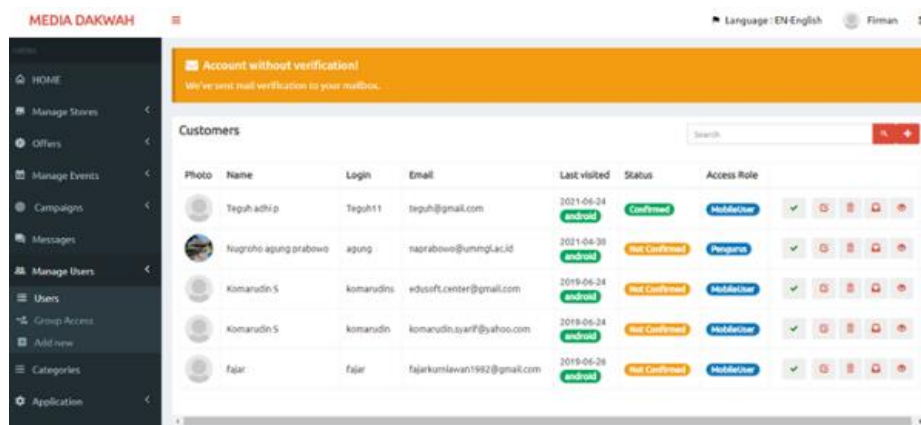 MEDIA DAKWAH
Language : EN-English
Firman
MENU
HOME
Manage Stores
Offers
Manage Events
Campaigns
Messages
Manage Users
Users
Group Access
Add new
Categories
Application
Account without verification!
We've sent mail verification to your mailbox.
Customers
Search
Photo Name Login Email Last visited Status Access Role
Teguh adhi p Teguh11 teguh@gmail.com 2021-06-24 android Confirmed MobileUser
Nugroho agung prabowo agung naprabowo@ummgl.ac.id 2021-04-30 android Not Confirmed Pengurus
Komarudin S komarudins edusoft.center@gmail.com 2019-06-24 android Not Confirmed MobileUser
Komarudin S komarudin komarudin.syarif@yahoo.com 2019-06-24 android Not Confirmed MobileUser
fajar fajar fajarkurniawan1982@gmail.com 2019-06-26 android Not Confirmed MobileUser